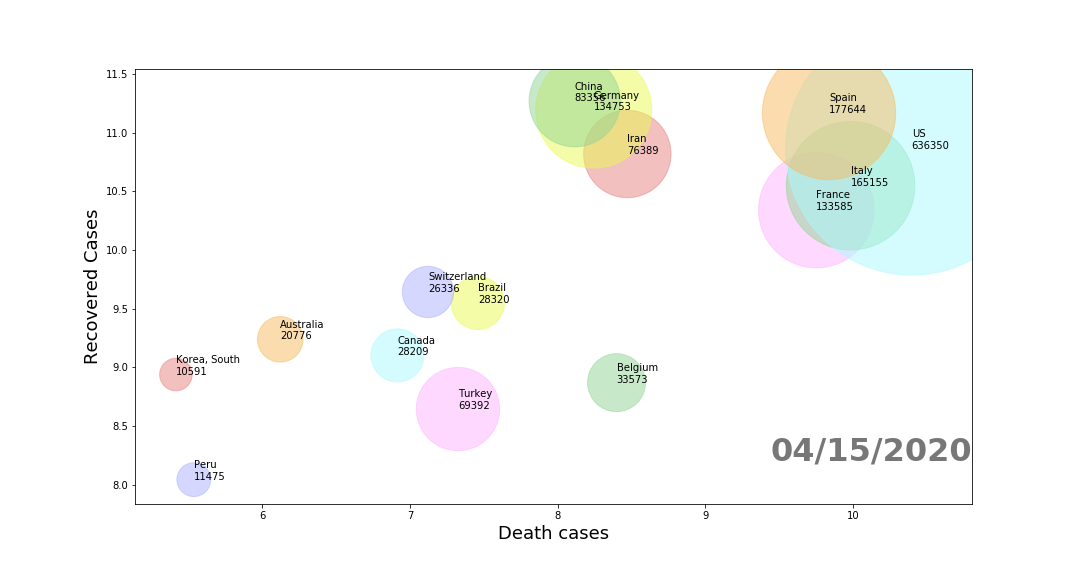 Recovered Cases
11.5
11.0
10.5
10.0
9.5
9.0
8.5
8.0
China
83356
Germany
134753
Iran
76389
Spain
177644
US
636350
Italy
165155
France
133585
Switzerland
26336
Brazil
28320
Australia
20776
Canada
28209
Korea, South
10591
Belgium
33573
Turkey
69392
Peru
11475
04/15/2020
6
7
8
9
10
Death cases